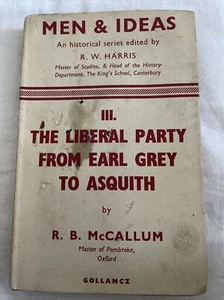 MEN & IDEAS
An historical series edited by
R. W. HARRIS
Master of Studies, & Head of the History
Department, The King's School, Canterbury
III.
THE LIBERAL PARTY
FROM EARL GREY
TO ASQUITH
by
R. B. McCALLUM
Master of Pembroke,
Oxford
GOLLANCZ